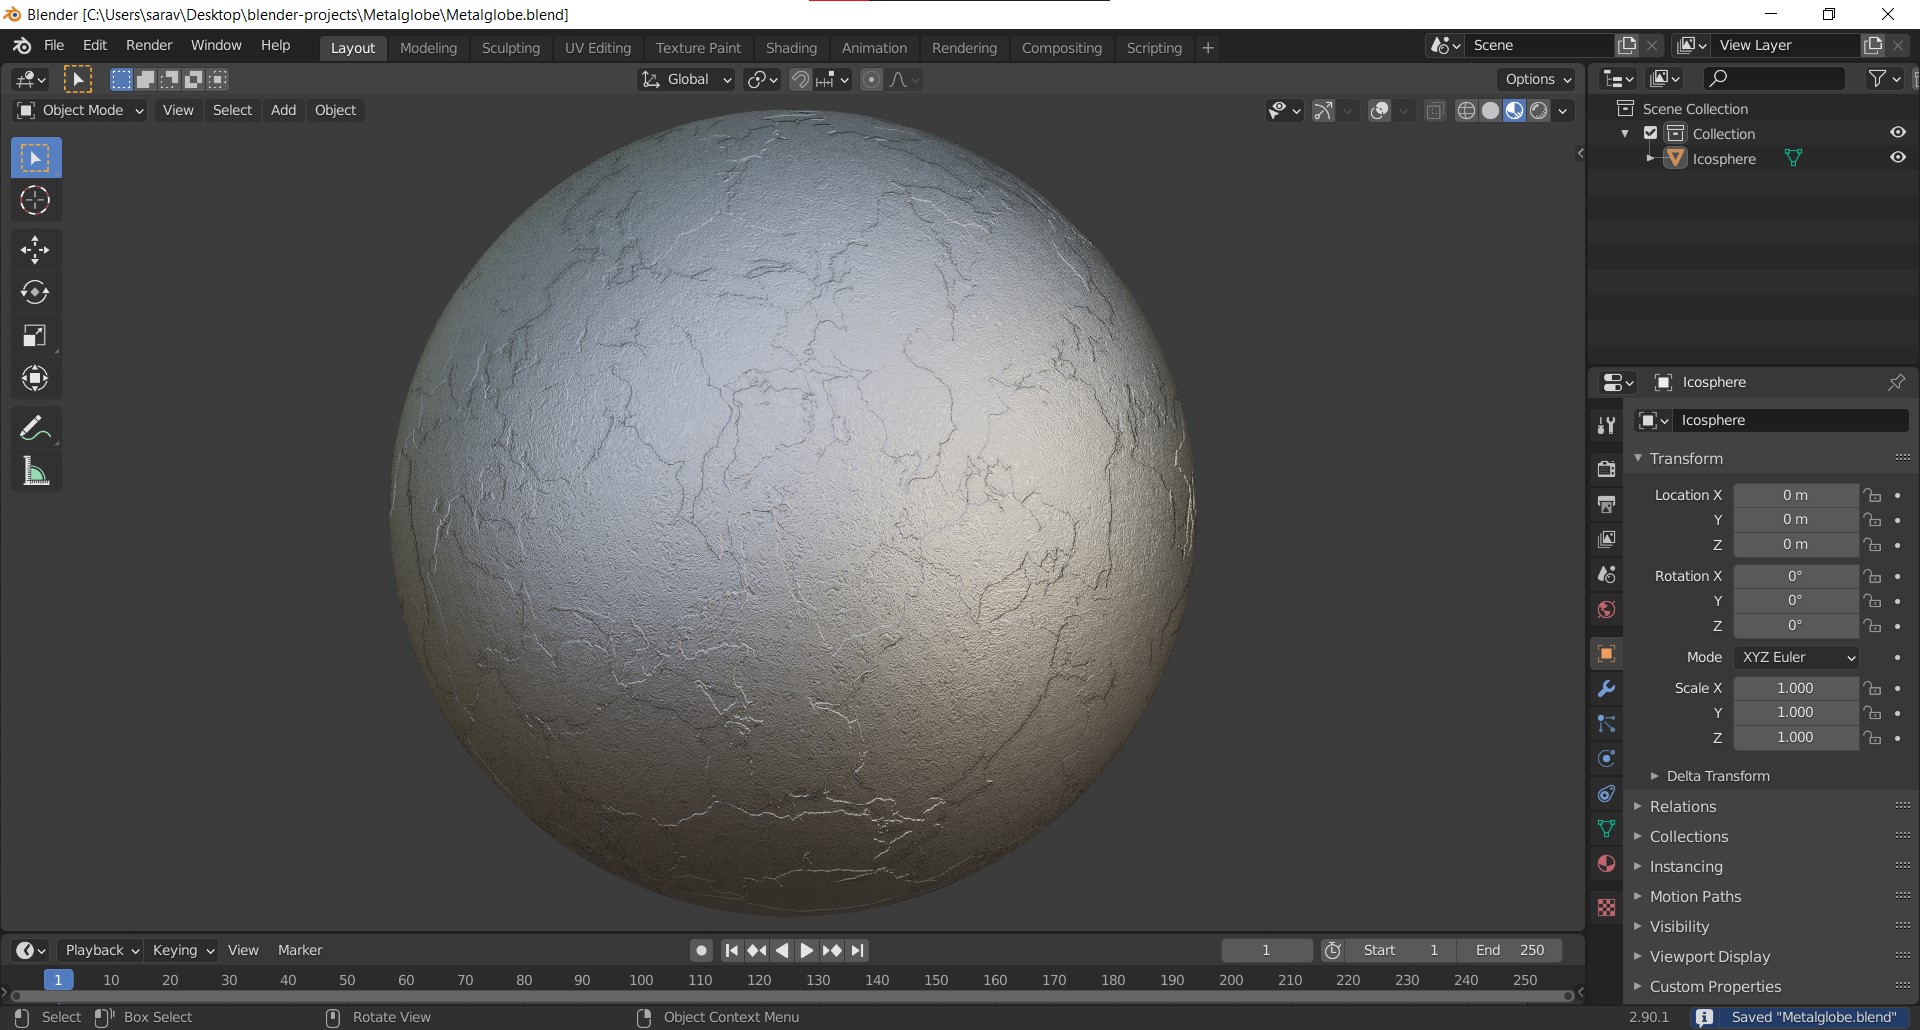 Blender [C:\Users\sarav\Desktop\blender-projects\Metalglobe\Metalglobe.blend]
File Edit Render Window Help Layout Modeling Sculpting UV Editing Texture Paint Shading Animation Rendering Compositing Scripting + Scene View Layer
Global Options
Object Mode View Select Add Object
Scene Collection
Collection
Icosphere
Icosphere
Icosphere
Transform
Location X 0 m
Y 0 m
Z 0 m
Rotation X 0°
Y 0°
Z 0°
Mode XYZ Euler
Scale X 1.000
Y 1.000
Z 1.000
Delta Transform
Relations
Collections
Instancing
Motion Paths
Visibility
Viewport Display
Custom Properties
Playback Keying View Marker 1 Start 1 End 250
1 10 20 30 40 50 60 70 80 90 100 110 120 130 140 150 160 170 180 190 200 210 220 230 240 250
Select Box Select Rotate View Object Context Menu 2.90.1 Saved "Metalglobe.blend"